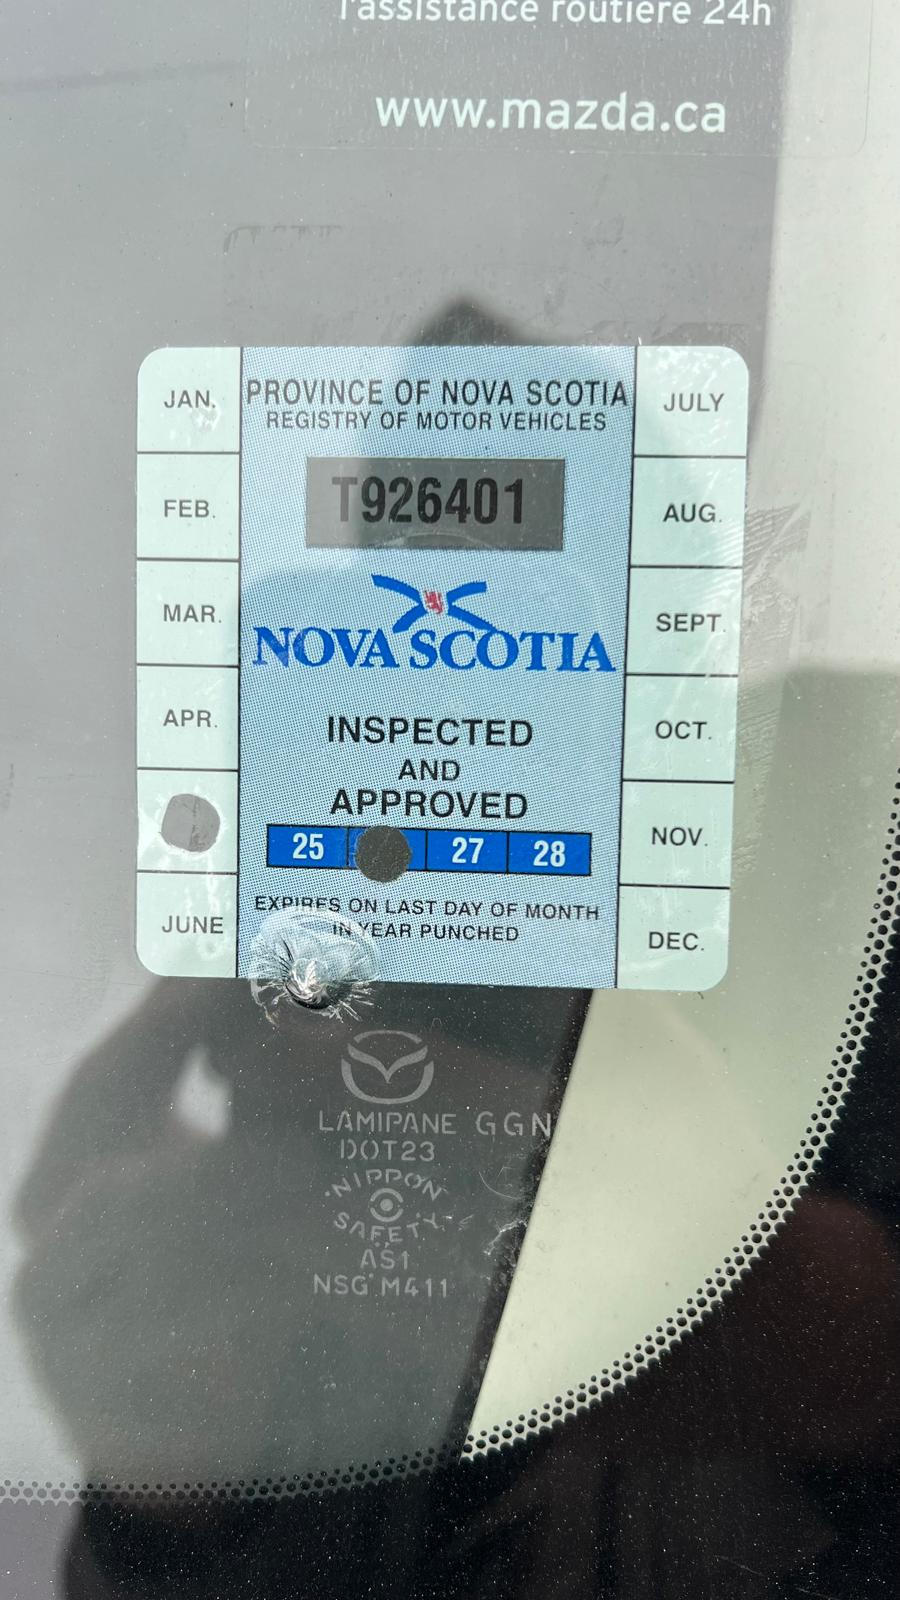 l'assistance routière 24h
www.mazda.ca
JAN.
FEB.
MAR.
APR.
JUNE
PROVINCE OF NOVA SCOTIA
REGISTRY OF MOTOR VEHICLES
T926401
NOVA SCOTIA
INSPECTED
AND
APPROVED
25 27 28
EXPIRES ON LAST DAY OF MONTH
IN YEAR PUNCHED
JULY
AUG.
SEPT.
OCT.
NOV.
DEC.
LAMIPANE GGN
DOT23
NIPPON
SAFETY
AS1
NSG M411